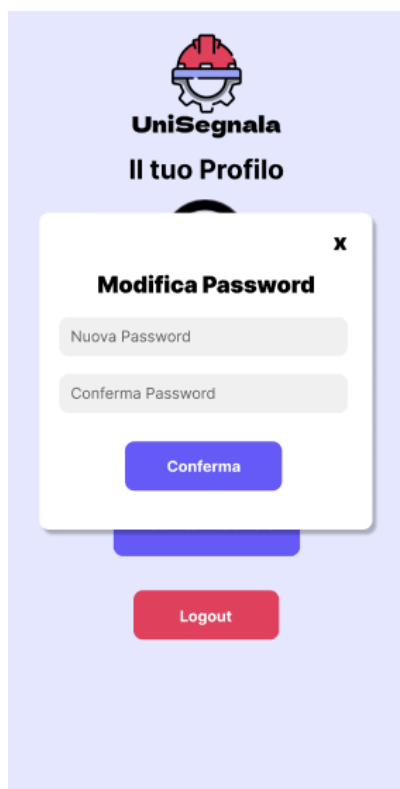 UniSegnala
Il tuo Profilo
x
Modifica Password
Nuova Password
Conferma Password
Conferma
Logout